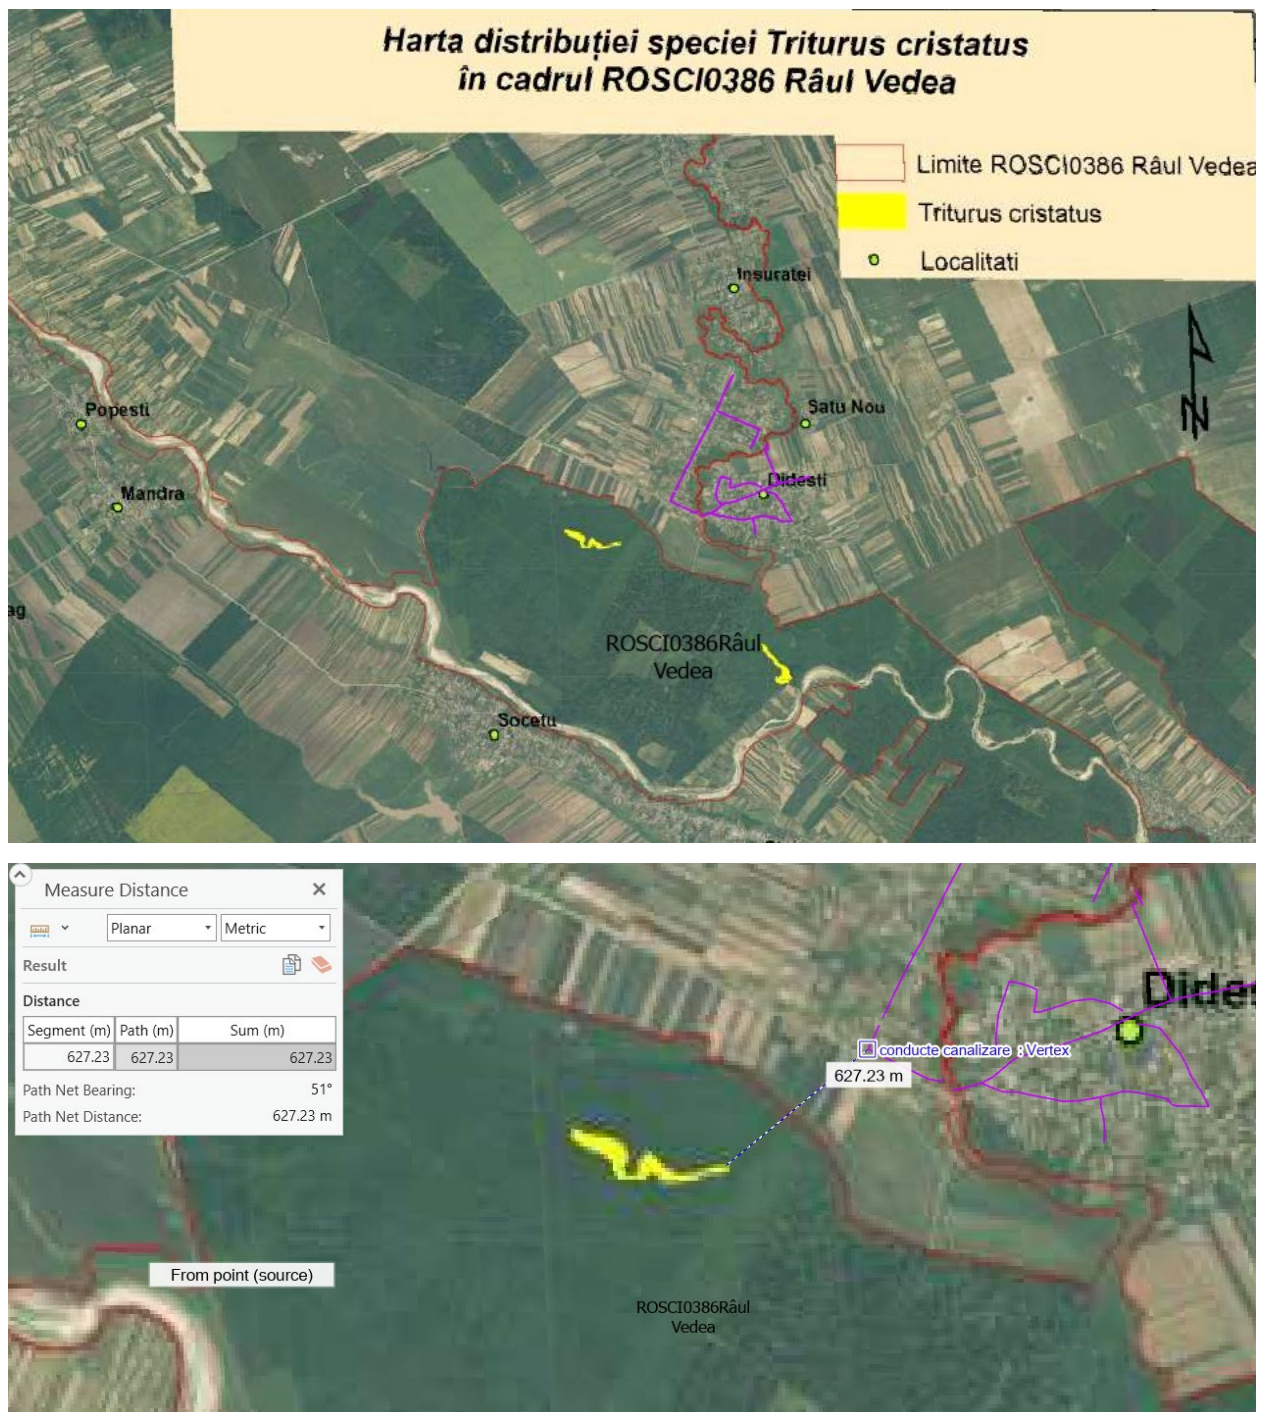 Harta distribuției speciei Triturus cristatus
în cadrul ROSCI0386 Râul Vedea
Limite ROSCI0386 Râul Vedea
Triturus cristatus
Localitati
Insuratei
N
Popesti
Satu Nou
Mandra
Didesti
ag
ROSCI0386Râul
Vedea
Socetu
Measure Distance
Planar
Metric
Result
Distance
Segment (m) Path (m) Sum (m)
627.23 627.23 627.23
Path Net Bearing: 51°
Path Net Distance: 627.23 m
Dides
conducte canalizare : Vertex
627.23 m
From point (source)
ROSCI0386Râul
Vedea